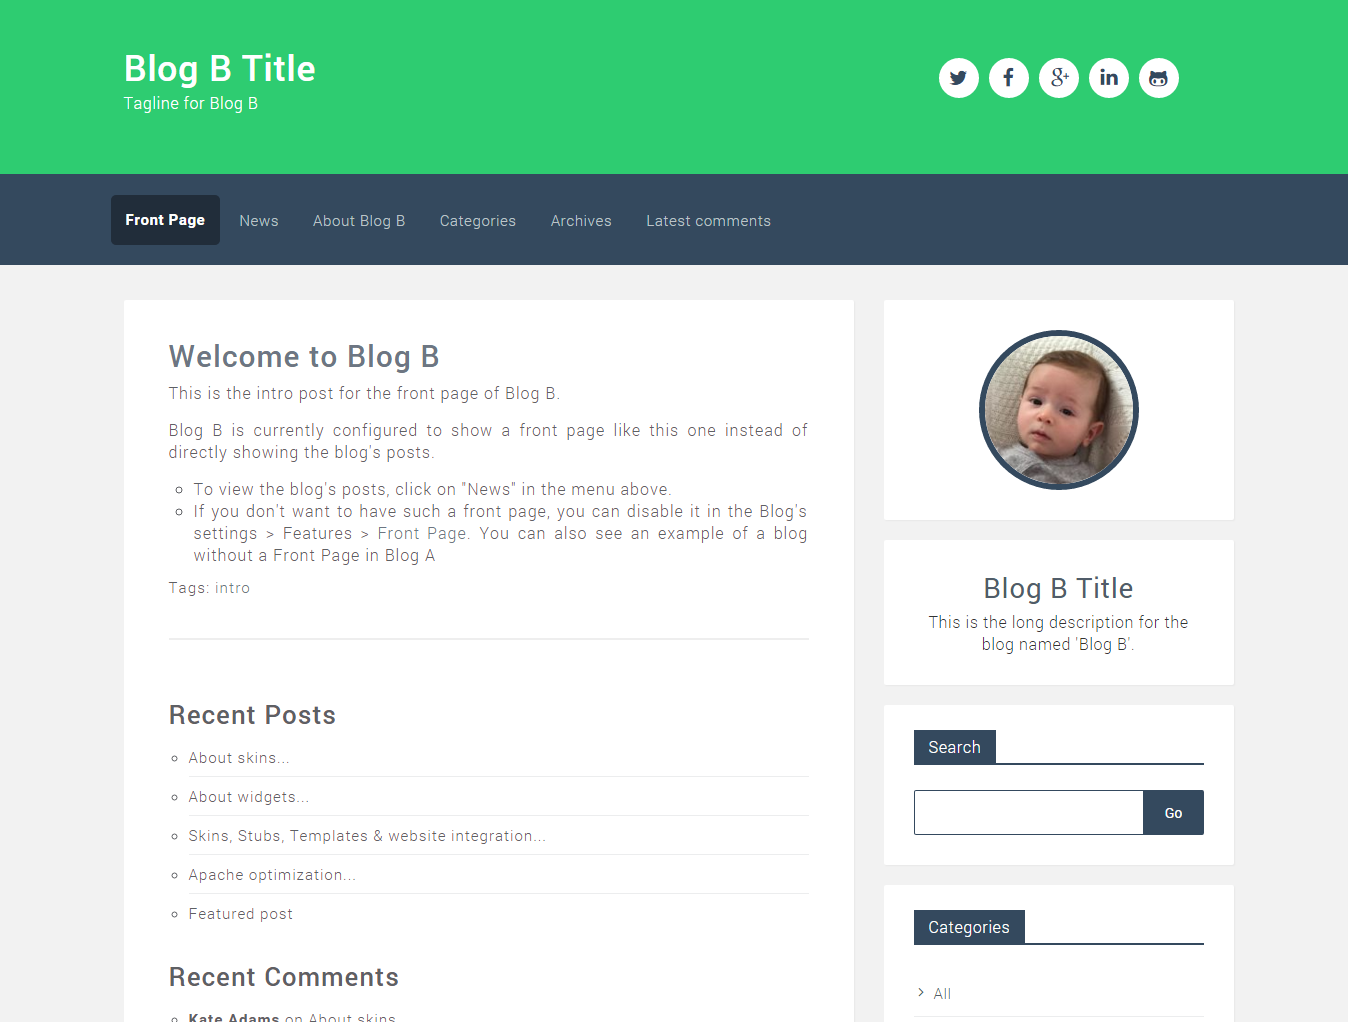 Blog B Title
Tagline for Blog B
Front Page
News
About Blog B
Categories
Archives
Latest comments
Welcome to Blog B
This is the intro post for the front page of Blog B.
Blog B is currently configured to show a front page like this one instead of
directly showing the blog's posts.
To view the blog's posts, click on "News" in the menu above.
If you don't want to have such a front page, you can disable it in the Blog's
settings > Features > Front Page. You can also see an example of a blog
without a Front Page in Blog A
Tags: intro
Recent Posts
About skins...
About widgets...
Skins, Stubs, Templates & website integration...
Apache optimization...
Featured post
Recent Comments
Kate Adams on About skins...
Blog B Title
This is the long description for the
blog named 'Blog B'.
Search
Go
Categories
All